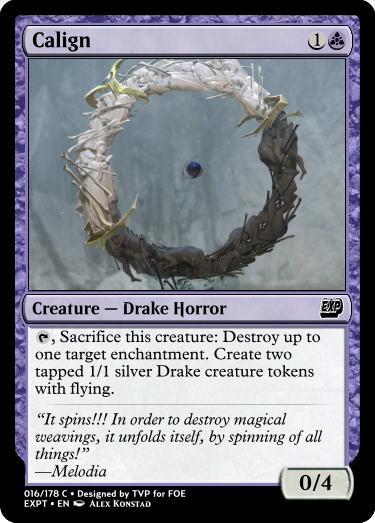 Calign 1
EXP
Creature — Drake Horror
, Sacrifice this creature: Destroy up to
one target enchantment. Create two
tapped 1/1 silver Drake creature tokens
with flying.
“It spins!!! In order to destroy magical
weavings, it unfolds itself, by spinning of all
things!”
—Melodia
0/4
016/178 C • Designed by TVP for FOE
EXPT • EN Alex Konstad